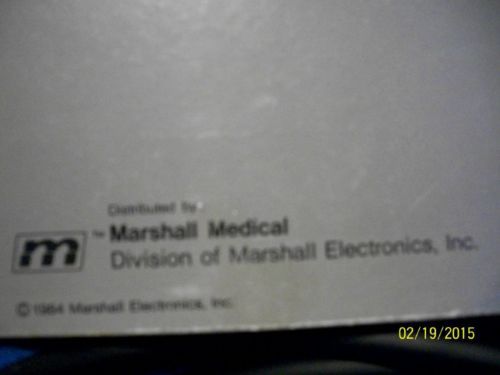 Distributed by
m ™ Marshall Medical
Division of Marshall Electronics, Inc.
©1984 Marshall Electronics, Inc.
02/19/2015